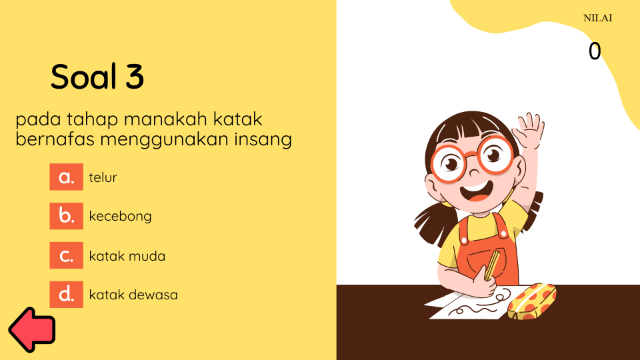 NILAI
0
Soal 3
pada tahap manakah katak
bernafas menggunakan insang
a. telur
b. kecebong
c. katak muda
d. katak dewasa